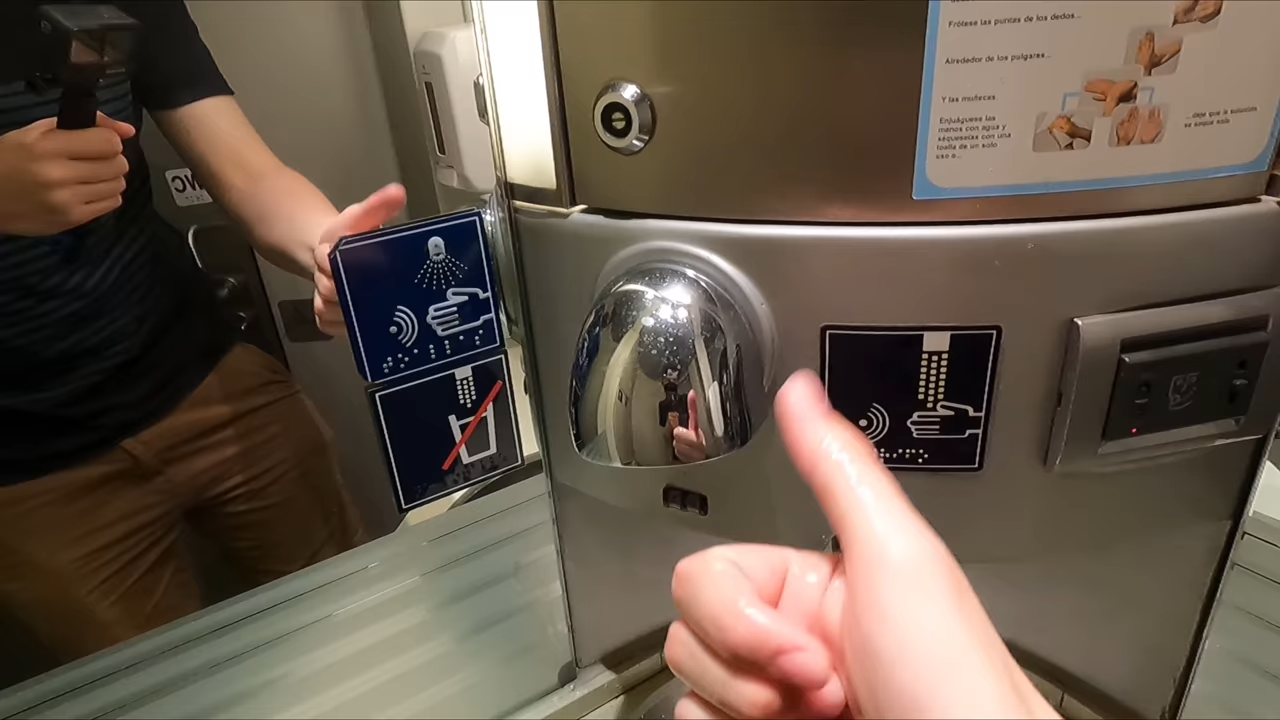 Frótese las puntas de los dedos...
Alrededor de los pulgares...
Y las muñecas.
Enjuáguese las
manos con agua y
séqueselas con una
toalla de un solo
uso o...
...deje que la solución
se seque sola
WC